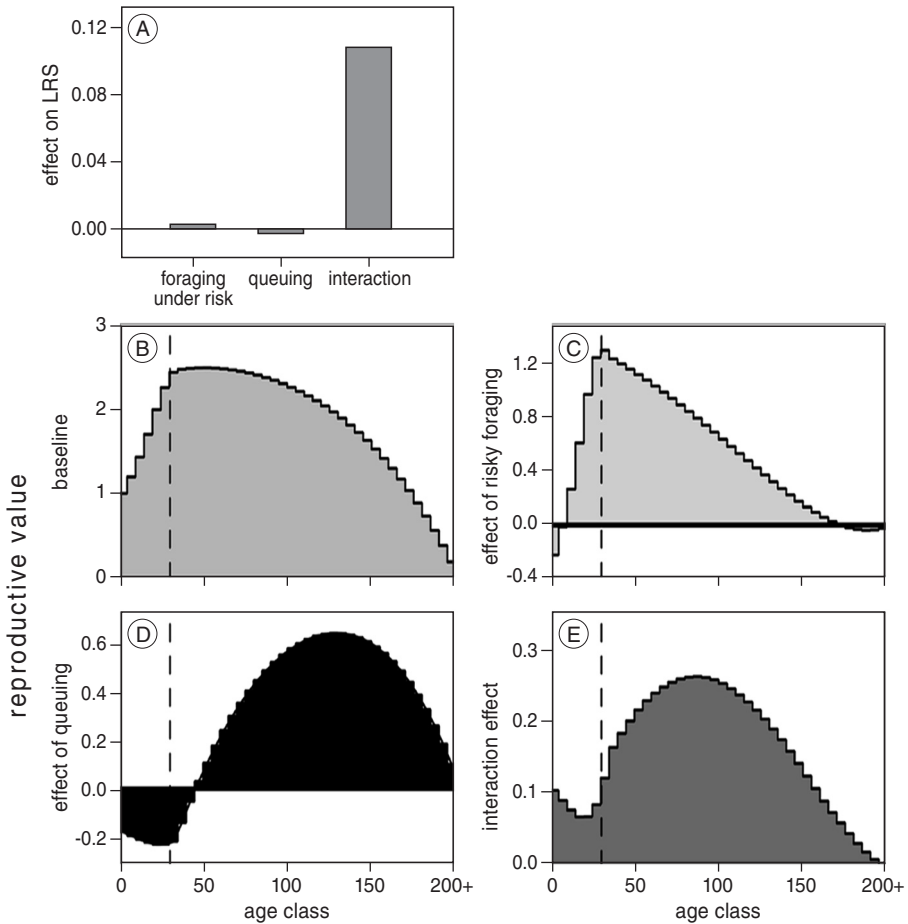 A
effect on LRS
0.12
0.08
0.04
0.00
foraging
under risk
queuing
interaction
reproductive value
B
baseline
3
2
1
0
C
effect of risky foraging
1.2
0.8
0.4
0.0
-0.4
D
effect of queuing
0.6
0.4
0.2
0.0
-0.2
0 50 100 150 200+
age class
E
interaction effect
0.3
0.2
0.1
0.0
0 50 100 150 200+
age class